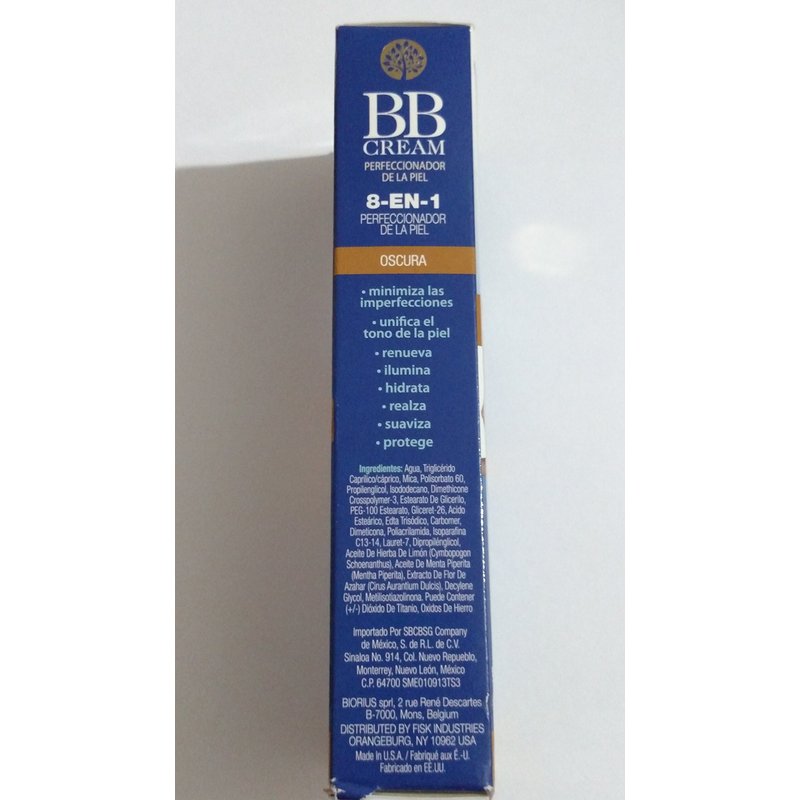 BB
CREAM
PERFECCIONADOR
DE LA PIEL
8-EN-1
PERFECCIONADOR
DE LA PIEL
OSCURA
• minimiza las
imperfecciones
• unifica el
tono de la piel
• renueva
• ilumina
• hidrata
• realza
• suaviza
• protege
Ingredientes: Agua, Triglicérido
Caprílico/cáprico, Mica, Polisorbato 60,
Propilenglicol, Isododecano, Dimethicone
Crosspolymer-3, Estearato De Glicerilo,
PEG-100 Estearato, Gliceret-26, Acido
Esteárico, Edta Trisódico, Carbomer,
Dimeticona, Poliacrilamida, Isoparafina
C13-14, Lauret-7, Dipropilénglicol,
Aceite De Hierba De Limón (Cymbopogon
Schoenanthus), Aceite De Menta Piperita
(Mentha Piperita), Extracto De Flor De
Azahar (Cirus Aurantium Dulcis), Decylene
Glycol, Metilisotiazolinona. Puede Contener
(+/-) Dióxido De Titanio, Oxidos De Hierro
Importado Por SBCBSG Company
de México, S. de R.L. de C.V.
Sinaloa No. 914, Col. Nuevo Repueblo,
Monterrey, Nuevo León, México
C.P. 64700 SME010913TS3
BIORIUS sprl, 2 rue René Descartes
B-7000, Mons, Belgium
DISTRIBUTED BY FISK INDUSTRIES
ORANGEBURG, NY 10962 USA
Made In U.S.A. / Fabriqué aux É.-U.
Fabricado en EE.UU.